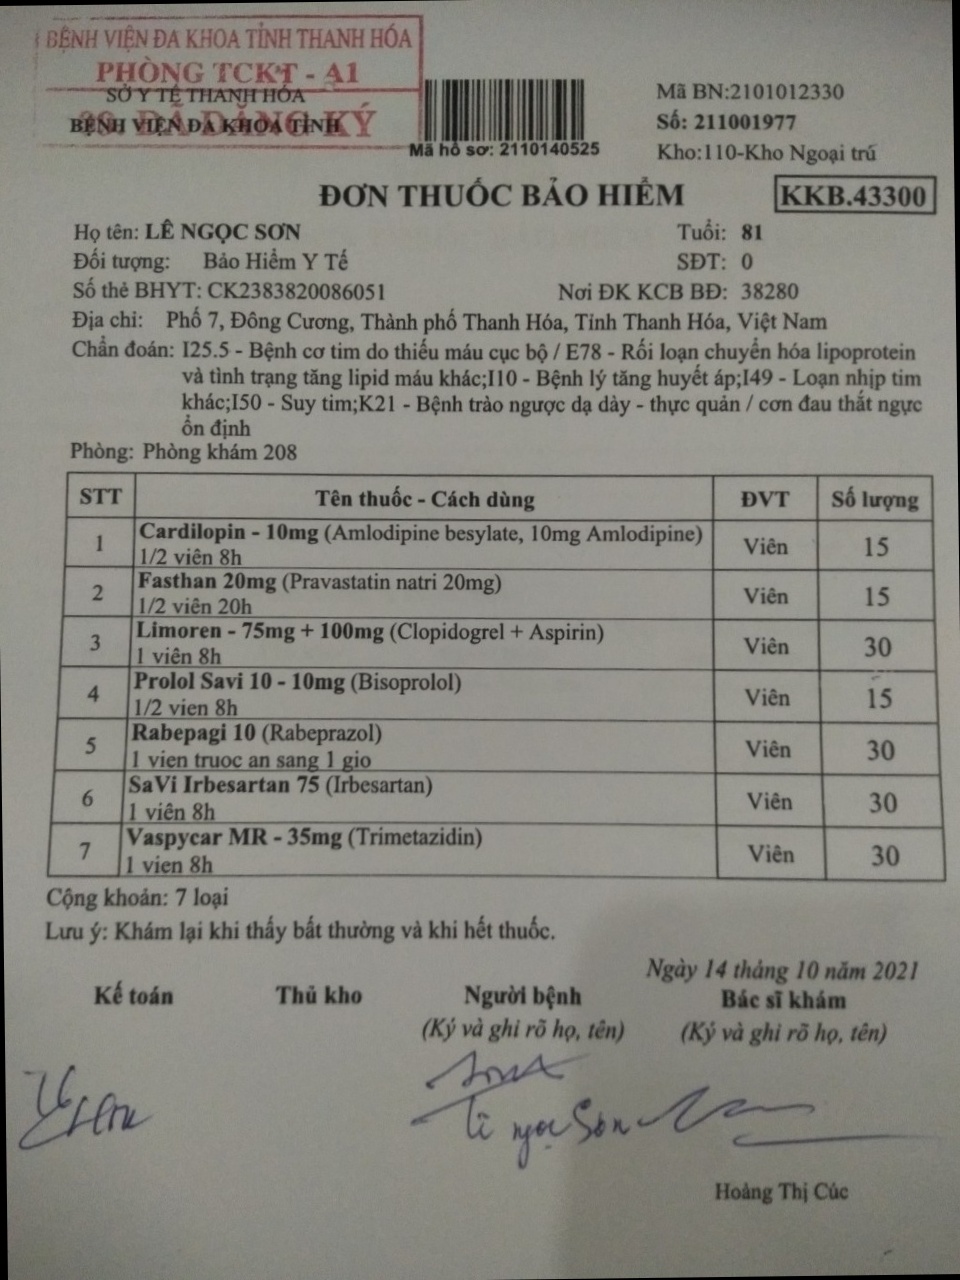 BỆNH VIỆN ĐA KHOA TỈNH THANH HÓA
PHÒNG TCKT - A1
SỞ Y TẾ THANH HÓA
ĐÃ ĐĂNG KÝ
BỆNH VIỆN ĐA KHOA TỈNH
Mã hồ sơ: 2110140525
Mã BN:2101012330
Số: 211001977
Kho:110-Kho Ngoại trú
ĐƠN THUỐC BẢO HIỂM
KKB.43300
Họ tên: LÊ NGỌC SƠN Tuổi: 81
Đối tượng: Bảo Hiểm Y Tế SĐT: 0
Số thẻ BHYT: CK2383820086051 Nơi ĐK KCB BĐ: 38280
Địa chỉ: Phố 7, Đông Cương, Thành phố Thanh Hóa, Tỉnh Thanh Hóa, Việt Nam
Chẩn đoán: I25.5 - Bệnh cơ tim do thiếu máu cục bộ / E78 - Rối loạn chuyển hóa lipoprotein
và tình trạng tăng lipid máu khác;I10 - Bệnh lý tăng huyết áp;I49 - Loạn nhịp tim
khác;I50 - Suy tim;K21 - Bệnh trào ngược dạ dày - thực quản / cơn đau thắt ngực
ổn định
Phòng: Phòng khám 208
STT Tên thuốc - Cách dùng ĐVT Số lượng
1 Cardilopin - 10mg (Amlodipine besylate, 10mg Amlodipine) Viên 15
1/2 viên 8h
2 Fasthan 20mg (Pravastatin natri 20mg) Viên 15
1/2 viên 20h
3 Limoren - 75mg + 100mg (Clopidogrel + Aspirin) Viên 30
1 viên 8h
4 Prolol Savi 10 - 10mg (Bisoprolol) Viên 15
1/2 vien 8h
5 Rabepagi 10 (Rabeprazol) Viên 30
1 vien truoc an sang 1 gio
6 SaVi Irbesartan 75 (Irbesartan) Viên 30
1 viên 8h
7 Vaspycar MR - 35mg (Trimetazidin) Viên 30
1 vien 8h
Cộng khoản: 7 loại
Lưu ý: Khám lại khi thấy bất thường và khi hết thuốc.
Ngày 14 tháng 10 năm 2021
Kế toán Thủ kho Người bệnh Bác sĩ khám
(Ký và ghi rõ họ, tên) (Ký và ghi rõ họ, tên)
Lê Ngọc Sơn
Hoàng Thị Cúc